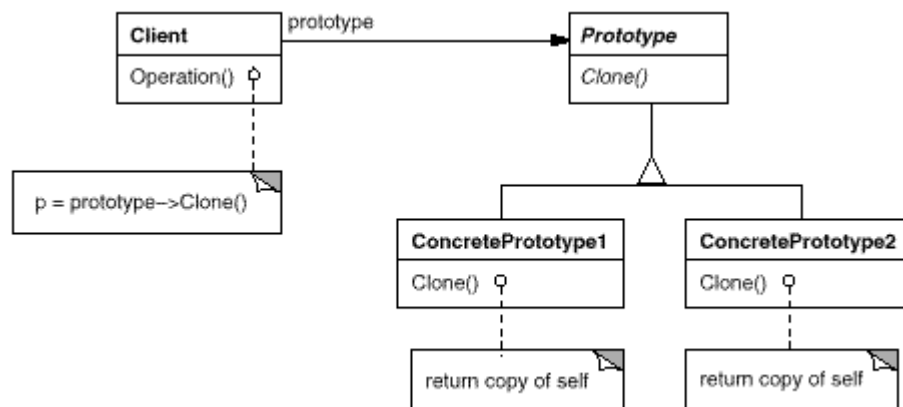 Client
prototype
Prototype
Operation()
Clone()
p = prototype->Clone()
ConcretePrototype1
ConcretePrototype2
Clone()
Clone()
return copy of self
return copy of self